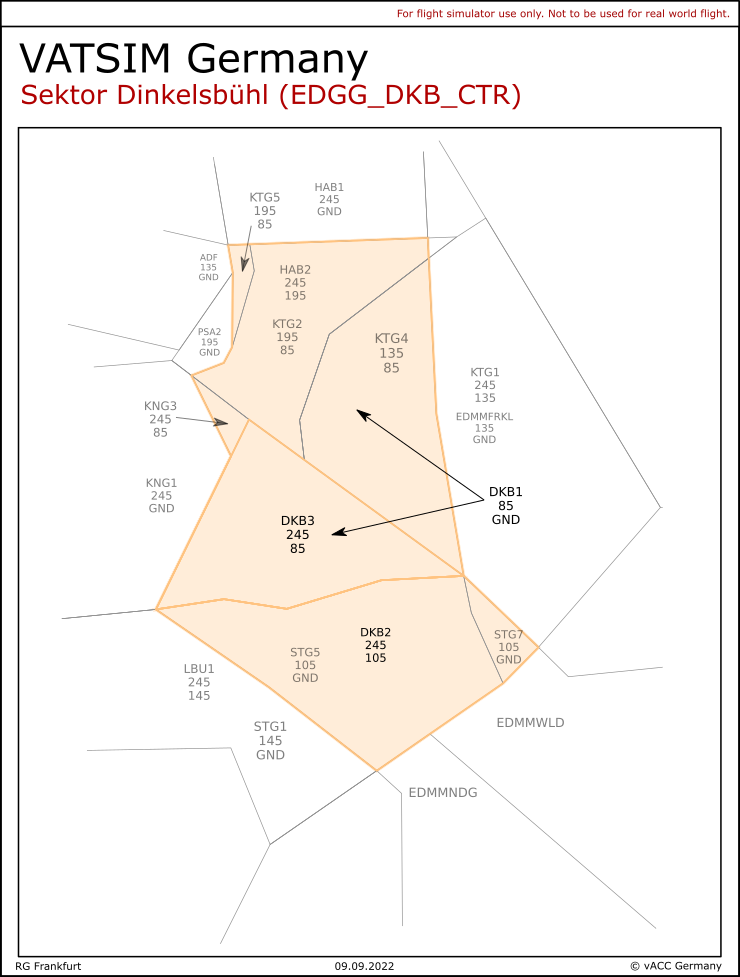 For flight simulator use only. Not to be used for real world flight.
VATSIM Germany
Sektor Dinkelsbühl (EDGG_DKB_CTR)
HAB1
245
GND
KTG5
195
85
ADF
135
GND
HAB2
245
195
PSA2
195
GND
KTG2
195
85
KTG4
135
85
KTG1
245
135
EDMMFRKL
135
GND
KNG3
245
85
KNG1
245
GND
DKB1
85
GND
DKB3
245
85
DKB2
245
105
STG7
105
GND
STG5
105
GND
LBU1
245
145
STG1
145
GND
EDMMWLD
EDMMNDG
RG Frankfurt
09.09.2022
© vACC Germany